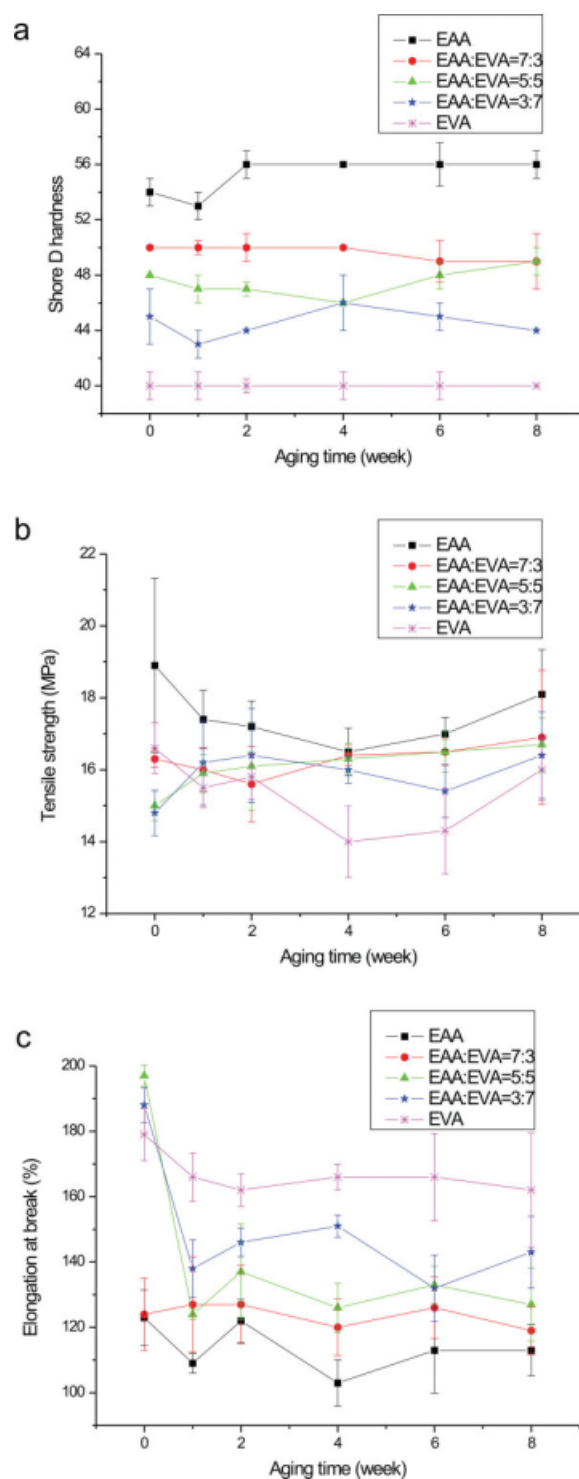 a
EAA
EAA:EVA=7:3
EAA:EVA=5:5
EAA:EVA=3:7
EVA
64
60
56
52
48
44
40
Shore D hardness
0 2 4 6 8
Aging time (week)
b
EAA
EAA:EVA=7:3
EAA:EVA=5:5
EAA:EVA=3:7
EVA
22
20
18
16
14
12
Tensile strength (MPa)
0 2 4 6 8
Aging time (week)
c
EAA
EAA:EVA=7:3
EAA:EVA=5:5
EAA:EVA=3:7
EVA
200
180
160
140
120
100
Elongation at break (%)
0 2 4 6 8
Aging time (week)